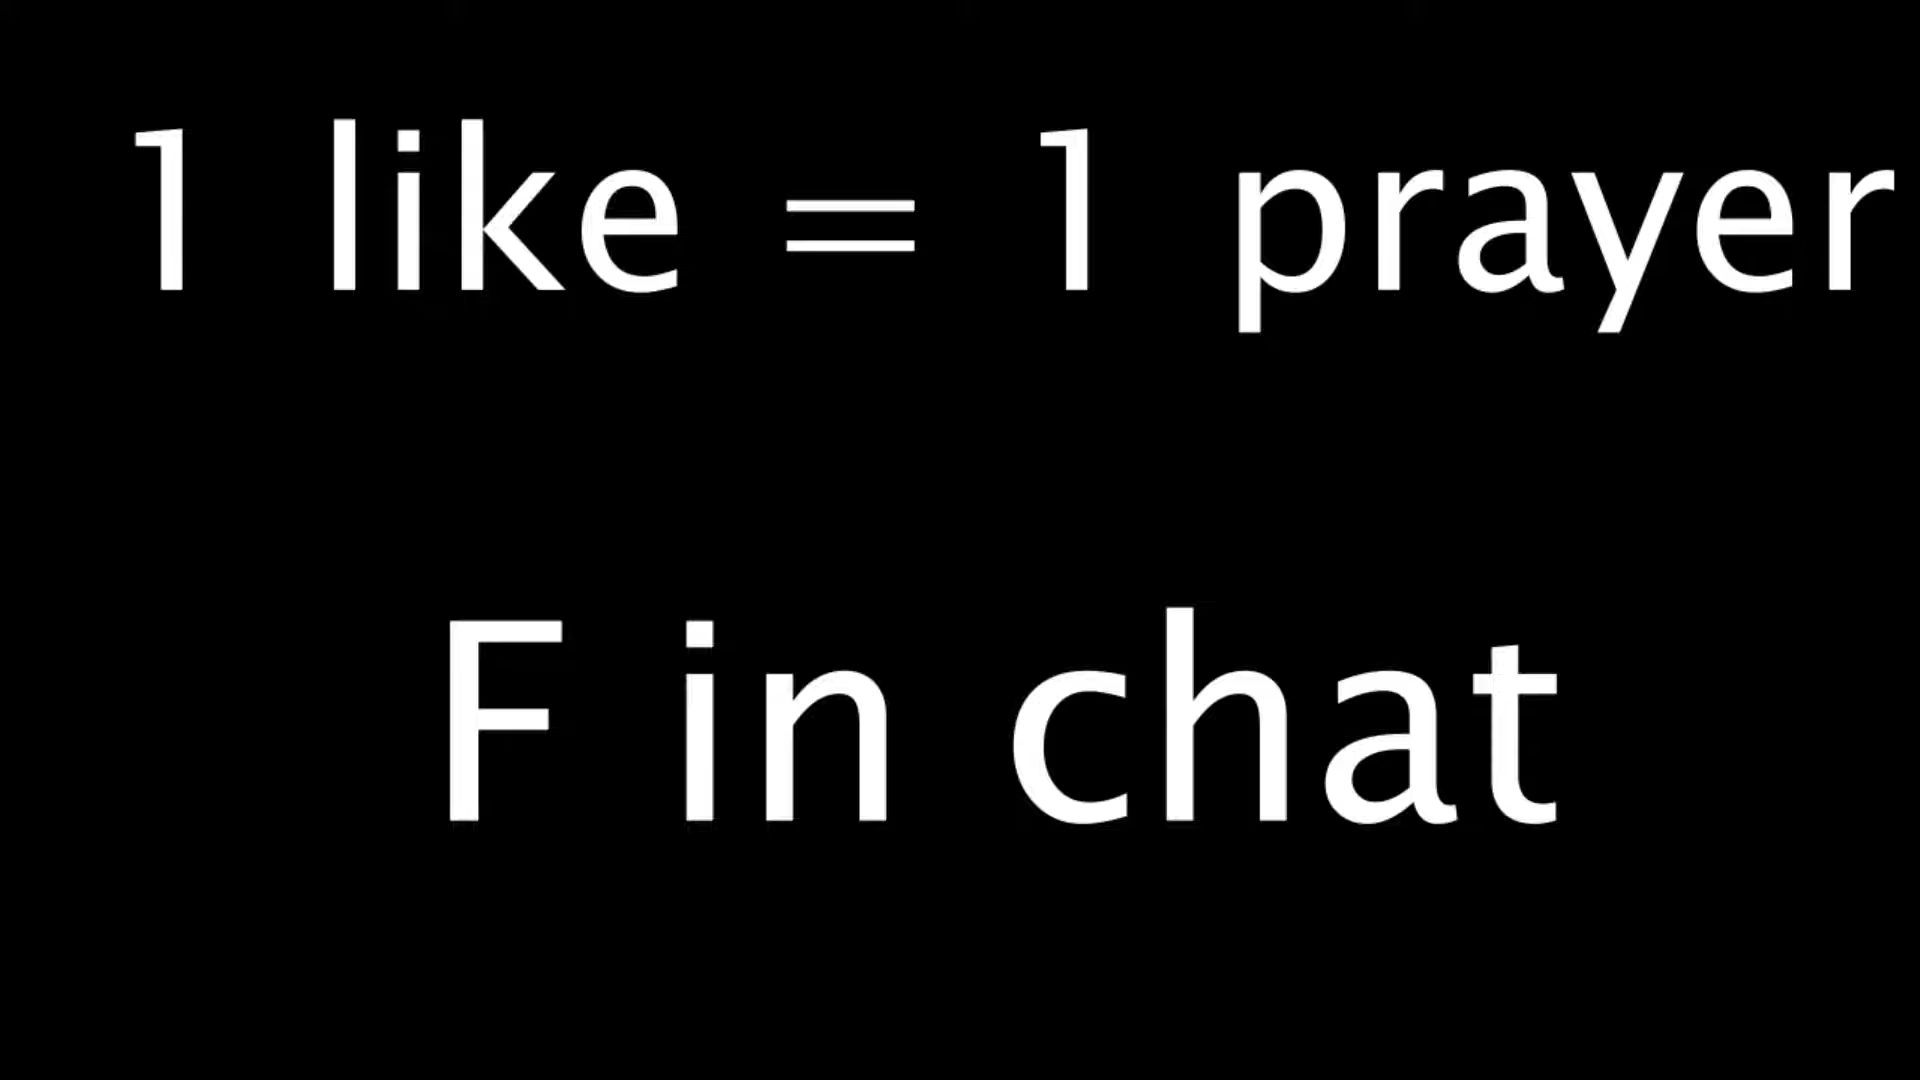 1 like = 1 prayer
F in chat